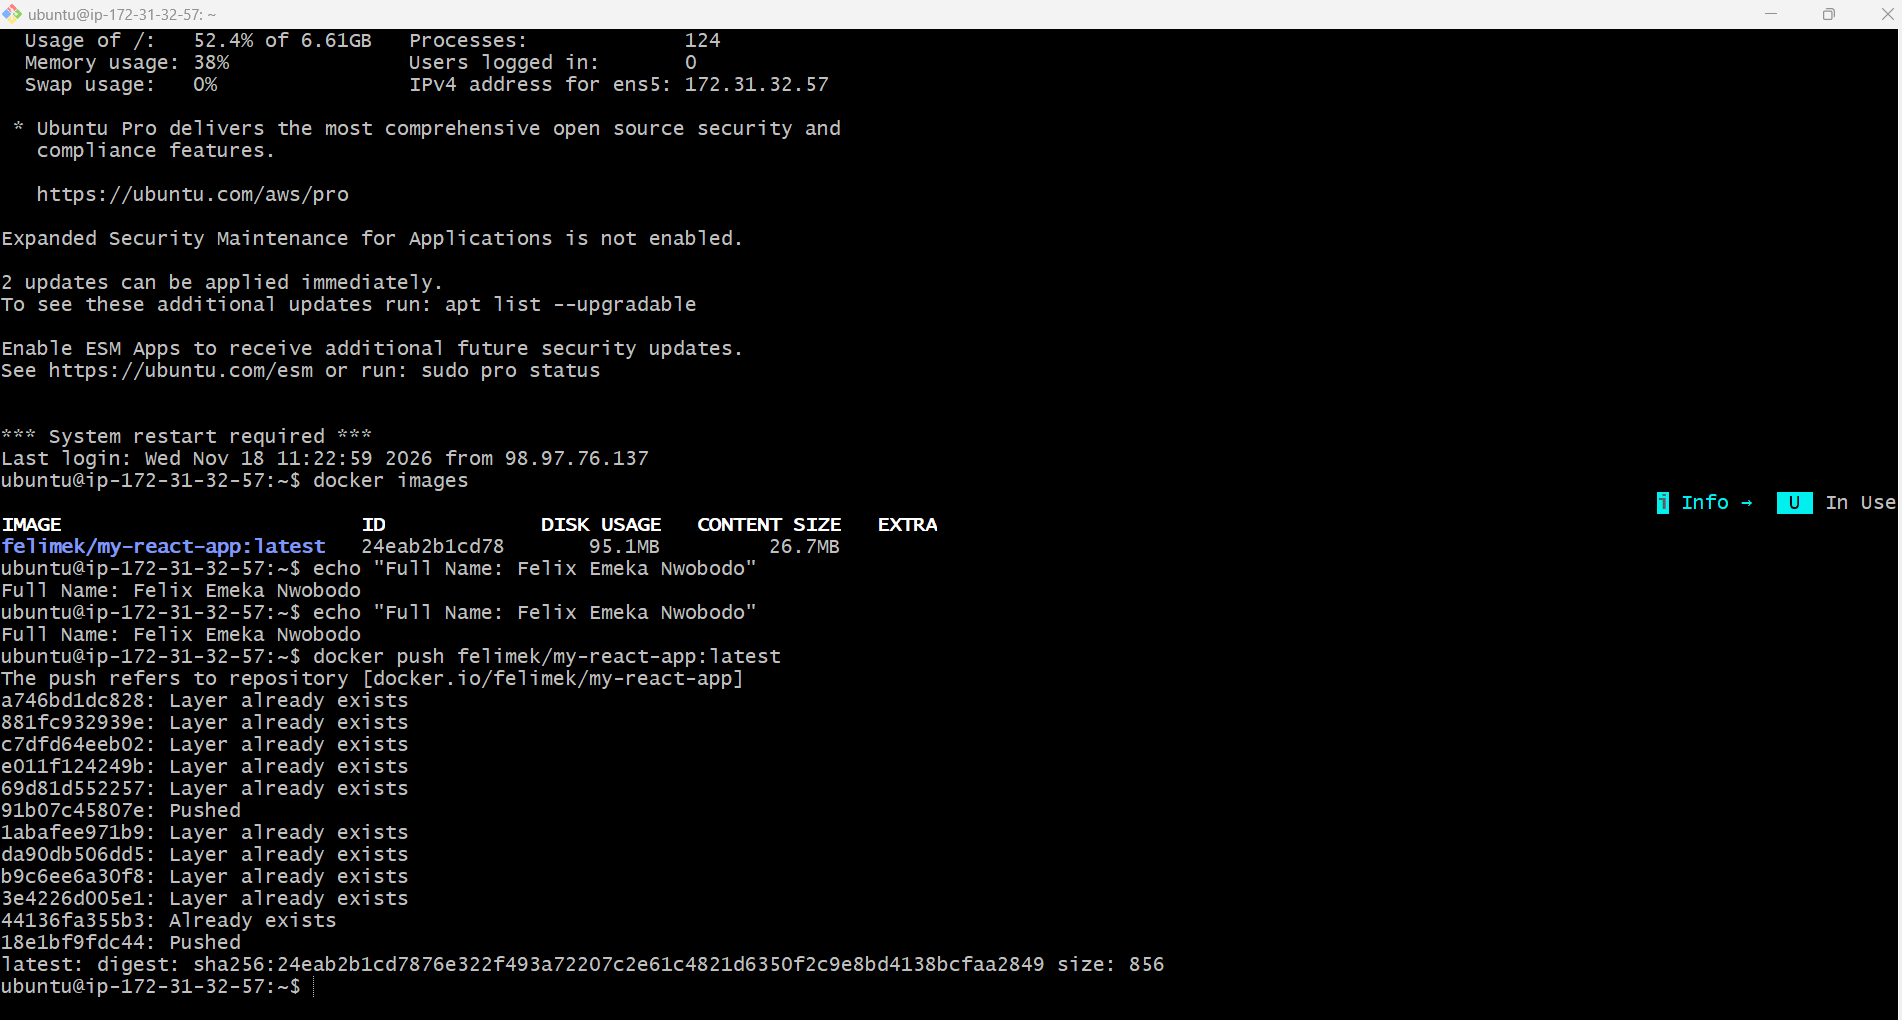 ubuntu@ip-172-31-32-57: ~
Usage of /:   52.4% of 6.61GB   Processes:             124
Memory usage: 38%               Users logged in:       0
Swap usage:   0%                IPv4 address for ens5: 172.31.32.57
* Ubuntu Pro delivers the most comprehensive open source security and
compliance features.
https://ubuntu.com/aws/pro
Expanded Security Maintenance for Applications is not enabled.
2 updates can be applied immediately.
To see these additional updates run: apt list --upgradable
Enable ESM Apps to receive additional future security updates.
See https://ubuntu.com/esm or run: sudo pro status
*** System restart required ***
Last login: Wed Nov 18 11:22:59 2026 from 98.97.76.137
ubuntu@ip-172-31-32-57:~$ docker images
i Info →   U  In Use
IMAGE                         ID             DISK USAGE   CONTENT SIZE   EXTRA
felimek/my-react-app:latest   24eab2b1cd78       95.1MB         26.7MB
ubuntu@ip-172-31-32-57:~$ echo "Full Name: Felix Emeka Nwobodo"
Full Name: Felix Emeka Nwobodo
ubuntu@ip-172-31-32-57:~$ echo "Full Name: Felix Emeka Nwobodo"
Full Name: Felix Emeka Nwobodo
ubuntu@ip-172-31-32-57:~$ docker push felimek/my-react-app:latest
The push refers to repository [docker.io/felimek/my-react-app]
a746bd1dc828: Layer already exists
881fc932939e: Layer already exists
c7dfd64eeb02: Layer already exists
e011f124249b: Layer already exists
69d81d552257: Layer already exists
91b07c45807e: Pushed
1abafee971b9: Layer already exists
da90db506dd5: Layer already exists
b9c6ee6a30f8: Layer already exists
3e4226d005e1: Layer already exists
44136fa355b3: Already exists
18e1bf9fdc44: Pushed
latest: digest: sha256:24eab2b1cd7876e322f493a72207c2e61c4821d6350f2c9e8bd4138bcfaa2849 size: 856
ubuntu@ip-172-31-32-57:~$